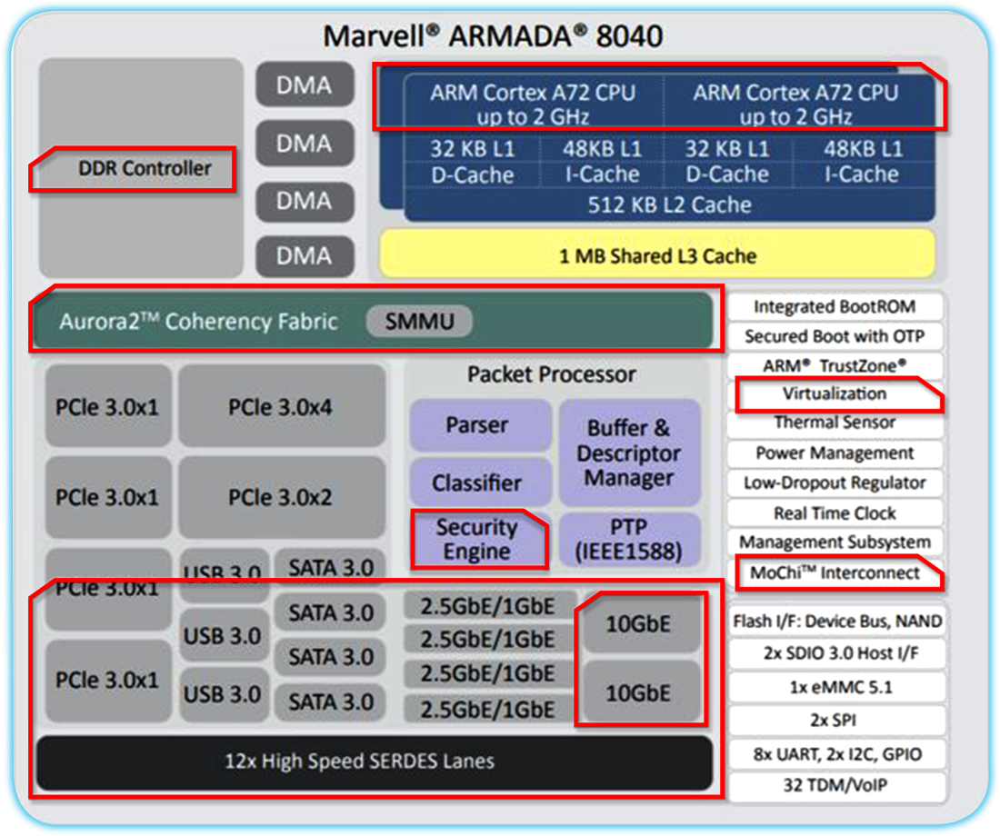 Marvell® ARMADA® 8040
DDR Controller
DMA
DMA
DMA
DMA
ARM Cortex A72 CPU
up to 2 GHz
ARM Cortex A72 CPU
up to 2 GHz
32 KB L1
D-Cache
48KB L1
I-Cache
32 KB L1
D-Cache
48KB L1
I-Cache
512 KB L2 Cache
1 MB Shared L3 Cache
Aurora2™ Coherency Fabric
SMMU
PCIe 3.0x1
PCIe 3.0x4
PCIe 3.0x1
PCIe 3.0x2
PCIe 3.0x1
PCIe 3.0x1
USB 3.0
USB 3.0
USB 3.0
SATA 3.0
SATA 3.0
SATA 3.0
SATA 3.0
Packet Processor
Parser
Classifier
Security
Engine
Buffer &
Descriptor
Manager
PTP
(IEEE1588)
2.5GbE/1GbE
2.5GbE/1GbE
2.5GbE/1GbE
2.5GbE/1GbE
10GbE
10GbE
12x High Speed SERDES Lanes
Integrated BootROM
Secured Boot with OTP
ARM® TrustZone®
Virtualization
Thermal Sensor
Power Management
Low-Dropout Regulator
Real Time Clock
Management Subsystem
MoChi™ Interconnect
Flash I/F: Device Bus, NAND
2x SDIO 3.0 Host I/F
1x eMMC 5.1
2x SPI
8x UART, 2x I2C, GPIO
32 TDM/VoIP